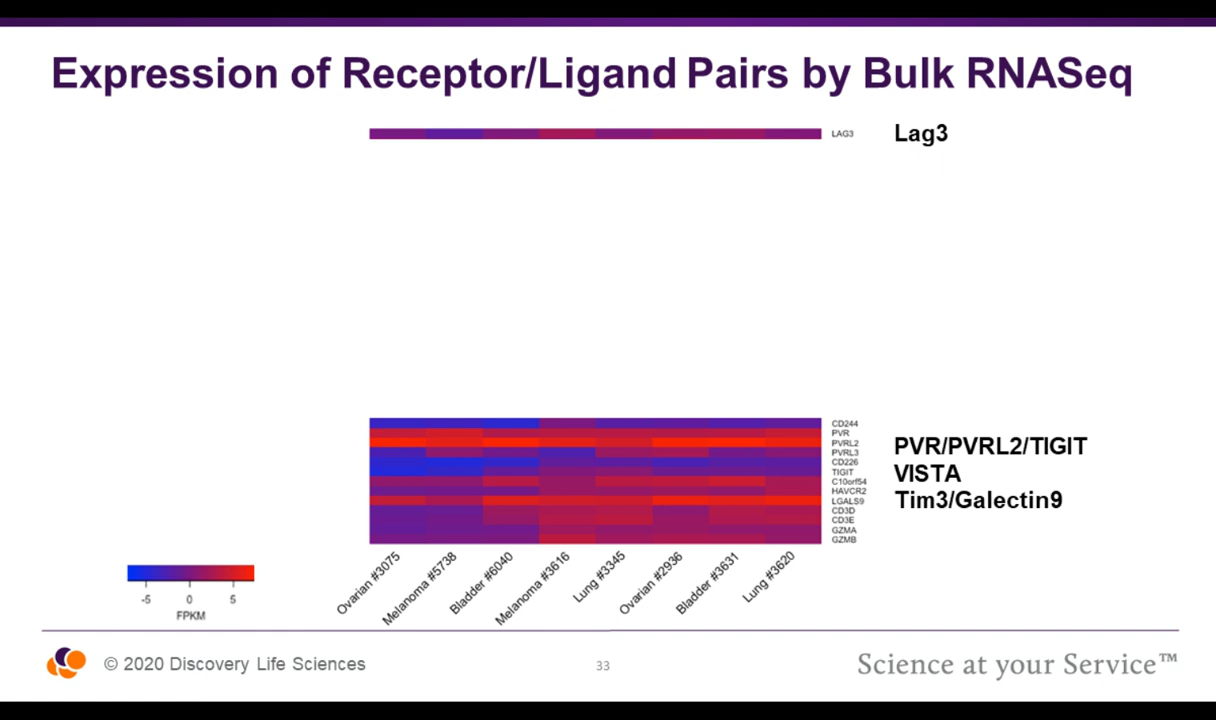 Expression of Receptor/Ligand Pairs by Bulk RNASeq
LAG3
Lag3
CD244
PVR
PVRL2
PVRL3
CD226
TIGIT
C10orf54
HAVCR2
LGALS9
CD3D
CD3E
GZMA
GZMB
PVR/PVRL2/TIGIT
VISTA
Tim3/Galectin9
Ovarian #3075
Melanoma #5738
Bladder #6040
Melanoma #3616
Lung #3345
Ovarian #2936
Bladder #3631
Lung #3620
-5 0 5
FPKM
© 2020 Discovery Life Sciences
33
Science at your Service™